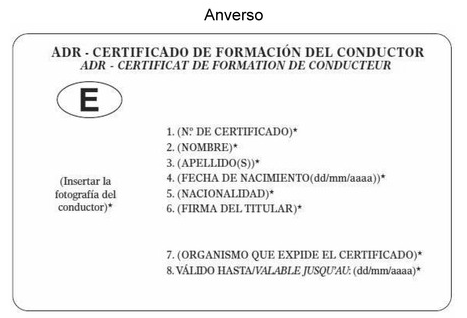 Anverso
ADR - CERTIFICADO DE FORMACIÓN DEL CONDUCTOR
ADR - CERTIFICAT DE FORMATION DE CONDUCTEUR
E
1. (N.º DE CERTIFICADO)*
2. (NOMBRE)*
3. (APELLIDO(S))*
4. (FECHA DE NACIMIENTO(dd/mm/aaaa))*
5. (NACIONALIDAD)*
6. (FIRMA DEL TITULAR)*
(Insertar la
fotografía del
conductor)*
7. (ORGANISMO QUE EXPIDE EL CERTIFICADO)*
8. VÁLIDO HASTA/VALABLE JUSQU'AU: (dd/mm/aaaa)*